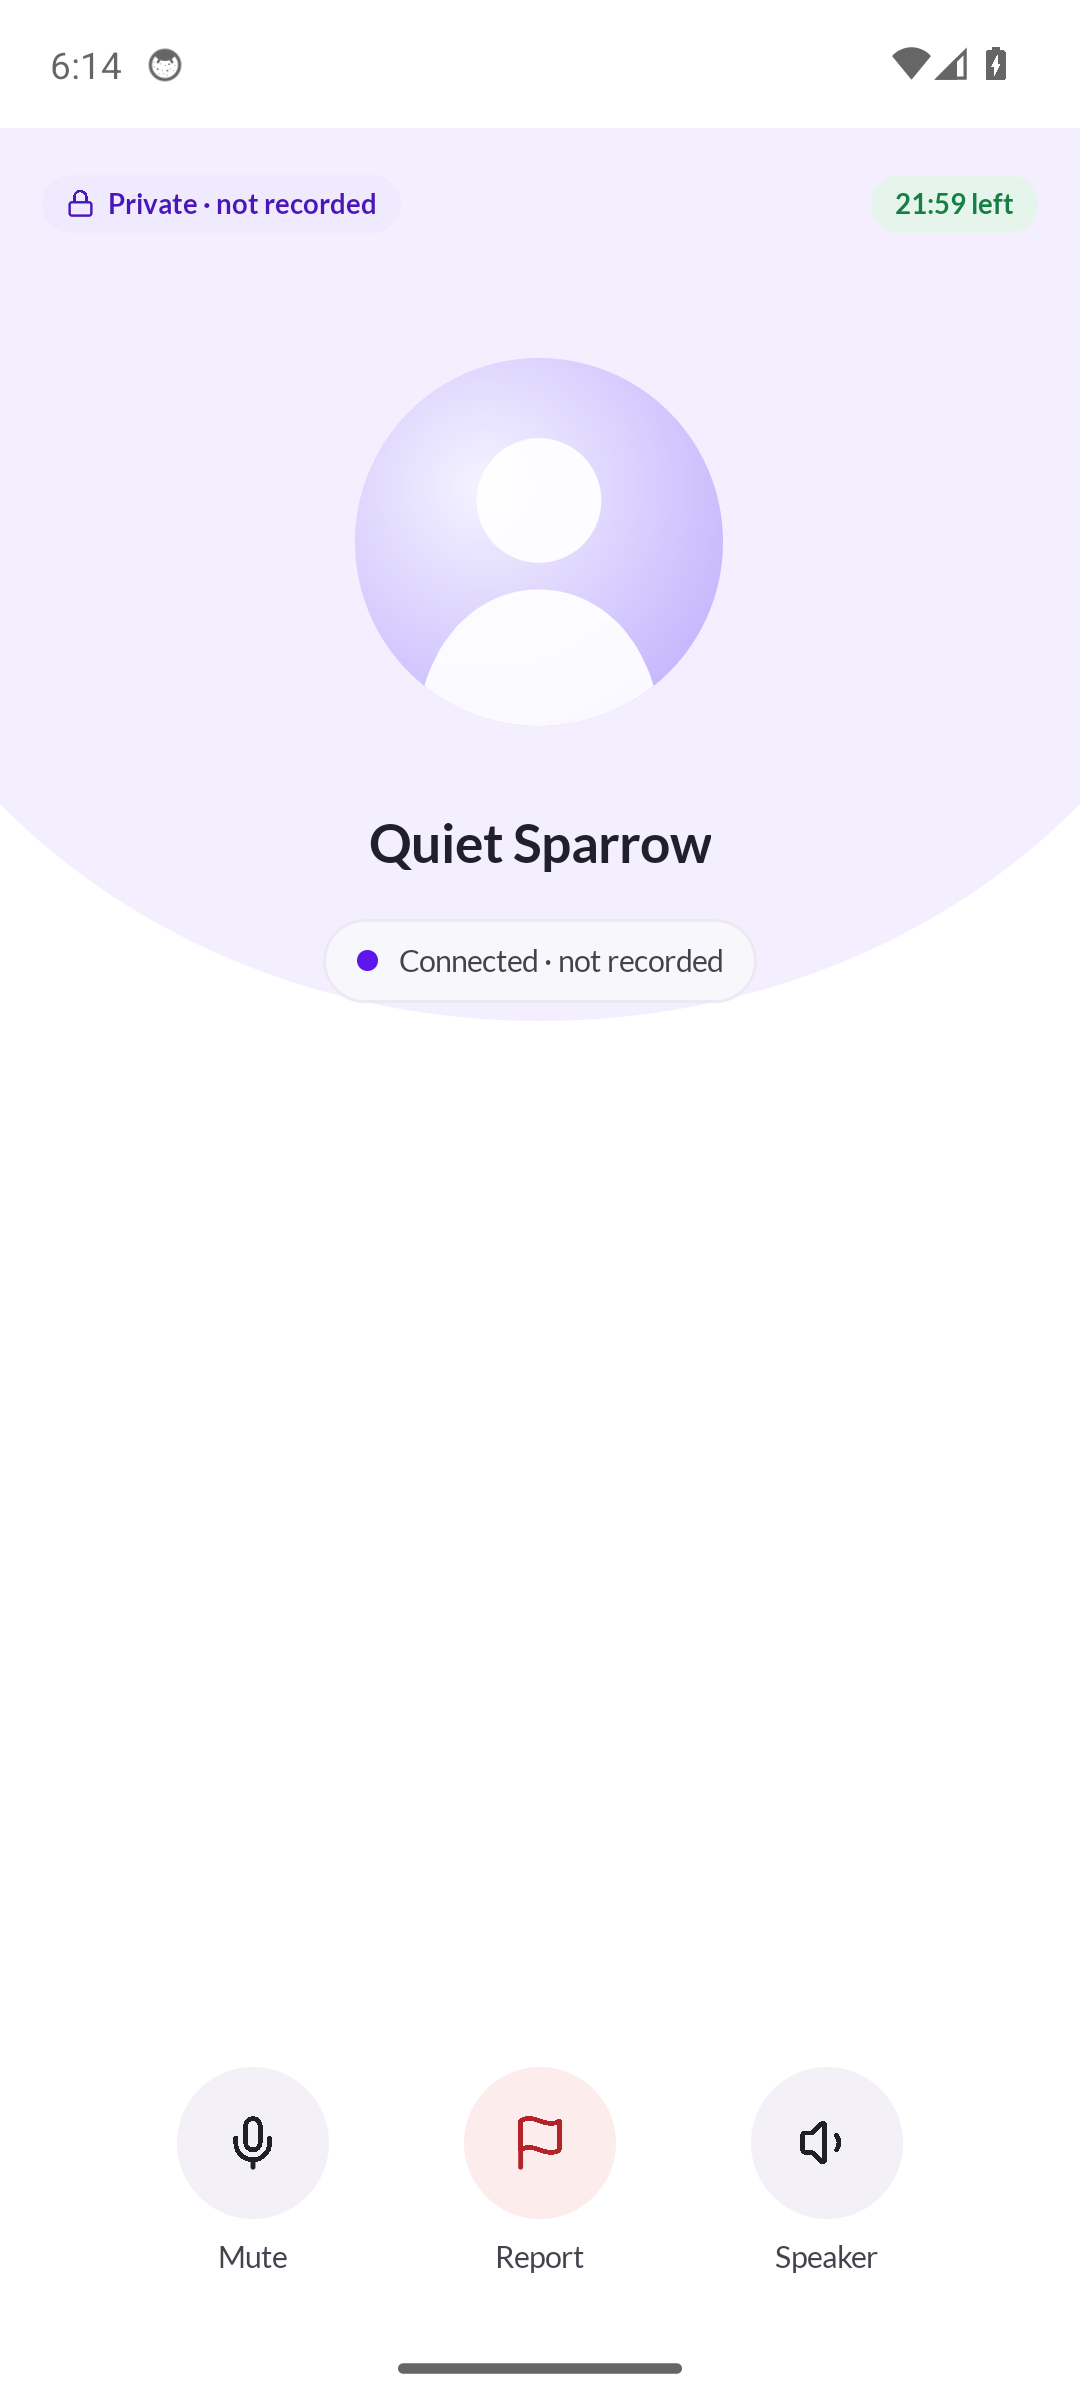 6:14
Private · not recorded
21:59 left
Quiet Sparrow
Connected · not recorded
Mute
Report
Speaker